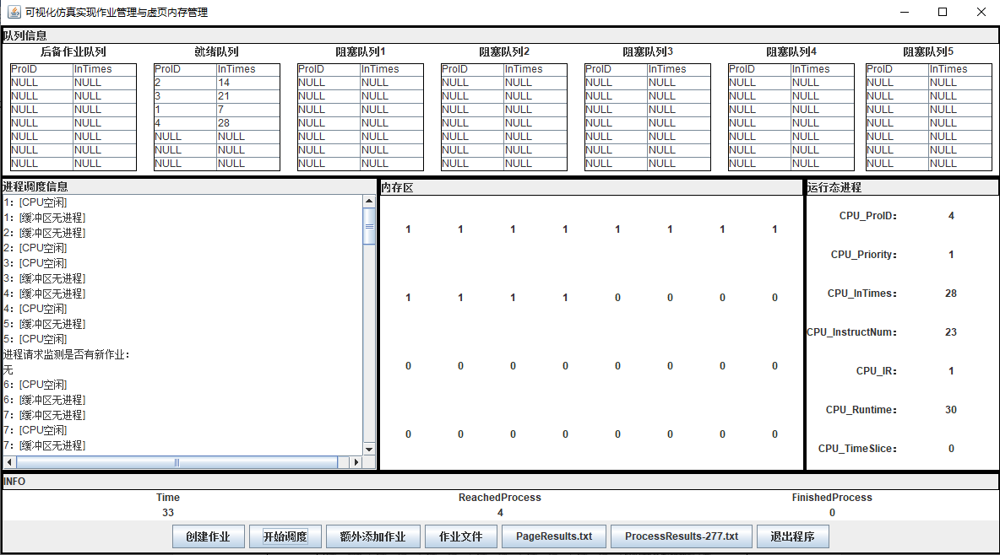 可视化仿真实现作业管理与虚页内存管理
队列信息
后备作业队列 就绪队列 阻塞队列1 阻塞队列2 阻塞队列3 阻塞队列4 阻塞队列5
ProID InTimes ProID InTimes ProID InTimes ProID InTimes ProID InTimes ProID InTimes ProID InTimes
NULL NULL 2 14 NULL NULL NULL NULL NULL NULL NULL NULL NULL NULL
NULL NULL 3 21 NULL NULL NULL NULL NULL NULL NULL NULL NULL NULL
NULL NULL 1 7 NULL NULL NULL NULL NULL NULL NULL NULL NULL NULL
NULL NULL 4 28 NULL NULL NULL NULL NULL NULL NULL NULL NULL NULL
NULL NULL NULL NULL NULL NULL NULL NULL NULL NULL NULL NULL NULL NULL
NULL NULL NULL NULL NULL NULL NULL NULL NULL NULL NULL NULL NULL NULL
NULL NULL NULL NULL NULL NULL NULL NULL NULL NULL NULL NULL NULL NULL
进程调度信息
1：[CPU空闲]
1：[缓冲区无进程]
2：[缓冲区无进程]
2：[CPU空闲]
3：[CPU空闲]
3：[缓冲区无进程]
4：[缓冲区无进程]
4：[CPU空闲]
5：[缓冲区无进程]
5：[CPU空闲]
进程请求监测是否有新作业：
无
6：[CPU空闲]
6：[缓冲区无进程]
7：[缓冲区无进程]
7：[CPU空闲]
7：[缓冲区无进程]
内存区
1 1 1 1 1 1 1 1
1 1 1 1 0 0 0 0
0 0 0 0 0 0 0 0
0 0 0 0 0 0 0 0
运行态进程
CPU_ProID： 4
CPU_Priority： 1
CPU_InTimes： 28
CPU_InstructNum： 23
CPU_IR： 1
CPU_Runtime： 30
CPU_TimeSlice： 0
INFO
Time ReachedProcess FinishedProcess
33 4 0
创建作业 开始调度 额外添加作业 作业文件 PageResults.txt ProcessResults-277.txt 退出程序